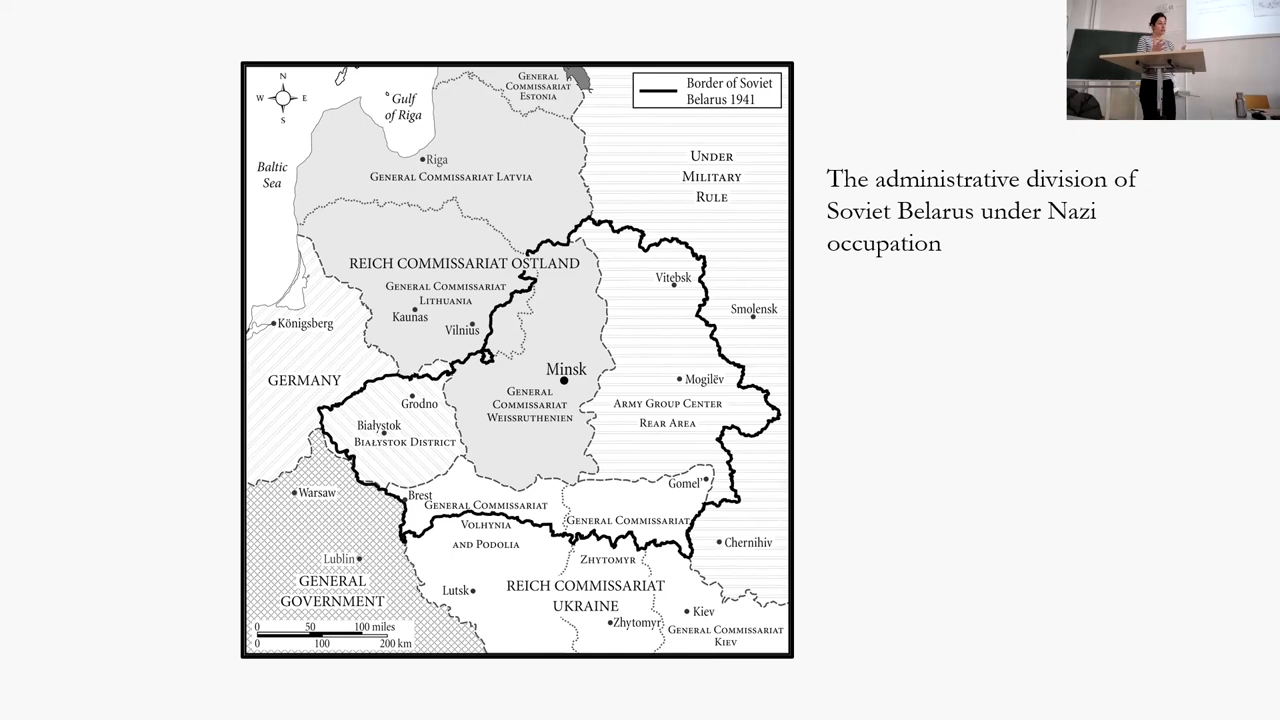 N
W E
S
Gulf
of Riga
Baltic
Sea
GENERAL
COMMISSARIAT
ESTONIA
Border of Soviet
Belarus 1941
Riga
GENERAL COMMISSARIAT LATVIA
UNDER
MILITARY
RULE
The administrative division of
Soviet Belarus under Nazi
occupation
REICH COMMISSARIAT OSTLAND
GENERAL COMMISSARIAT
LITHUANIA
Kaunas
Vilnius
Vitebsk
Smolensk
Königsberg
GERMANY
Minsk
GENERAL
COMMISSARIAT
WEISSRUTHENIEN
Mogilëv
ARMY GROUP CENTER
REAR AREA
Grodno
Białystok
BIAŁYSTOK DISTRICT
Warsaw
Brest
GENERAL COMMISSARIAT
VOLHYNIA
AND PODOLIA
Gomel'
GENERAL COMMISSARIAT
ZHYTOMYR
Chernihiv
Lublin
GENERAL
GOVERNMENT
Lutsk
REICH COMMISSARIAT
UKRAINE
Zhytomyr
Kiev
GENERAL COMMISSARIAT
KIEV
0 50 100 miles
0 100 200 km